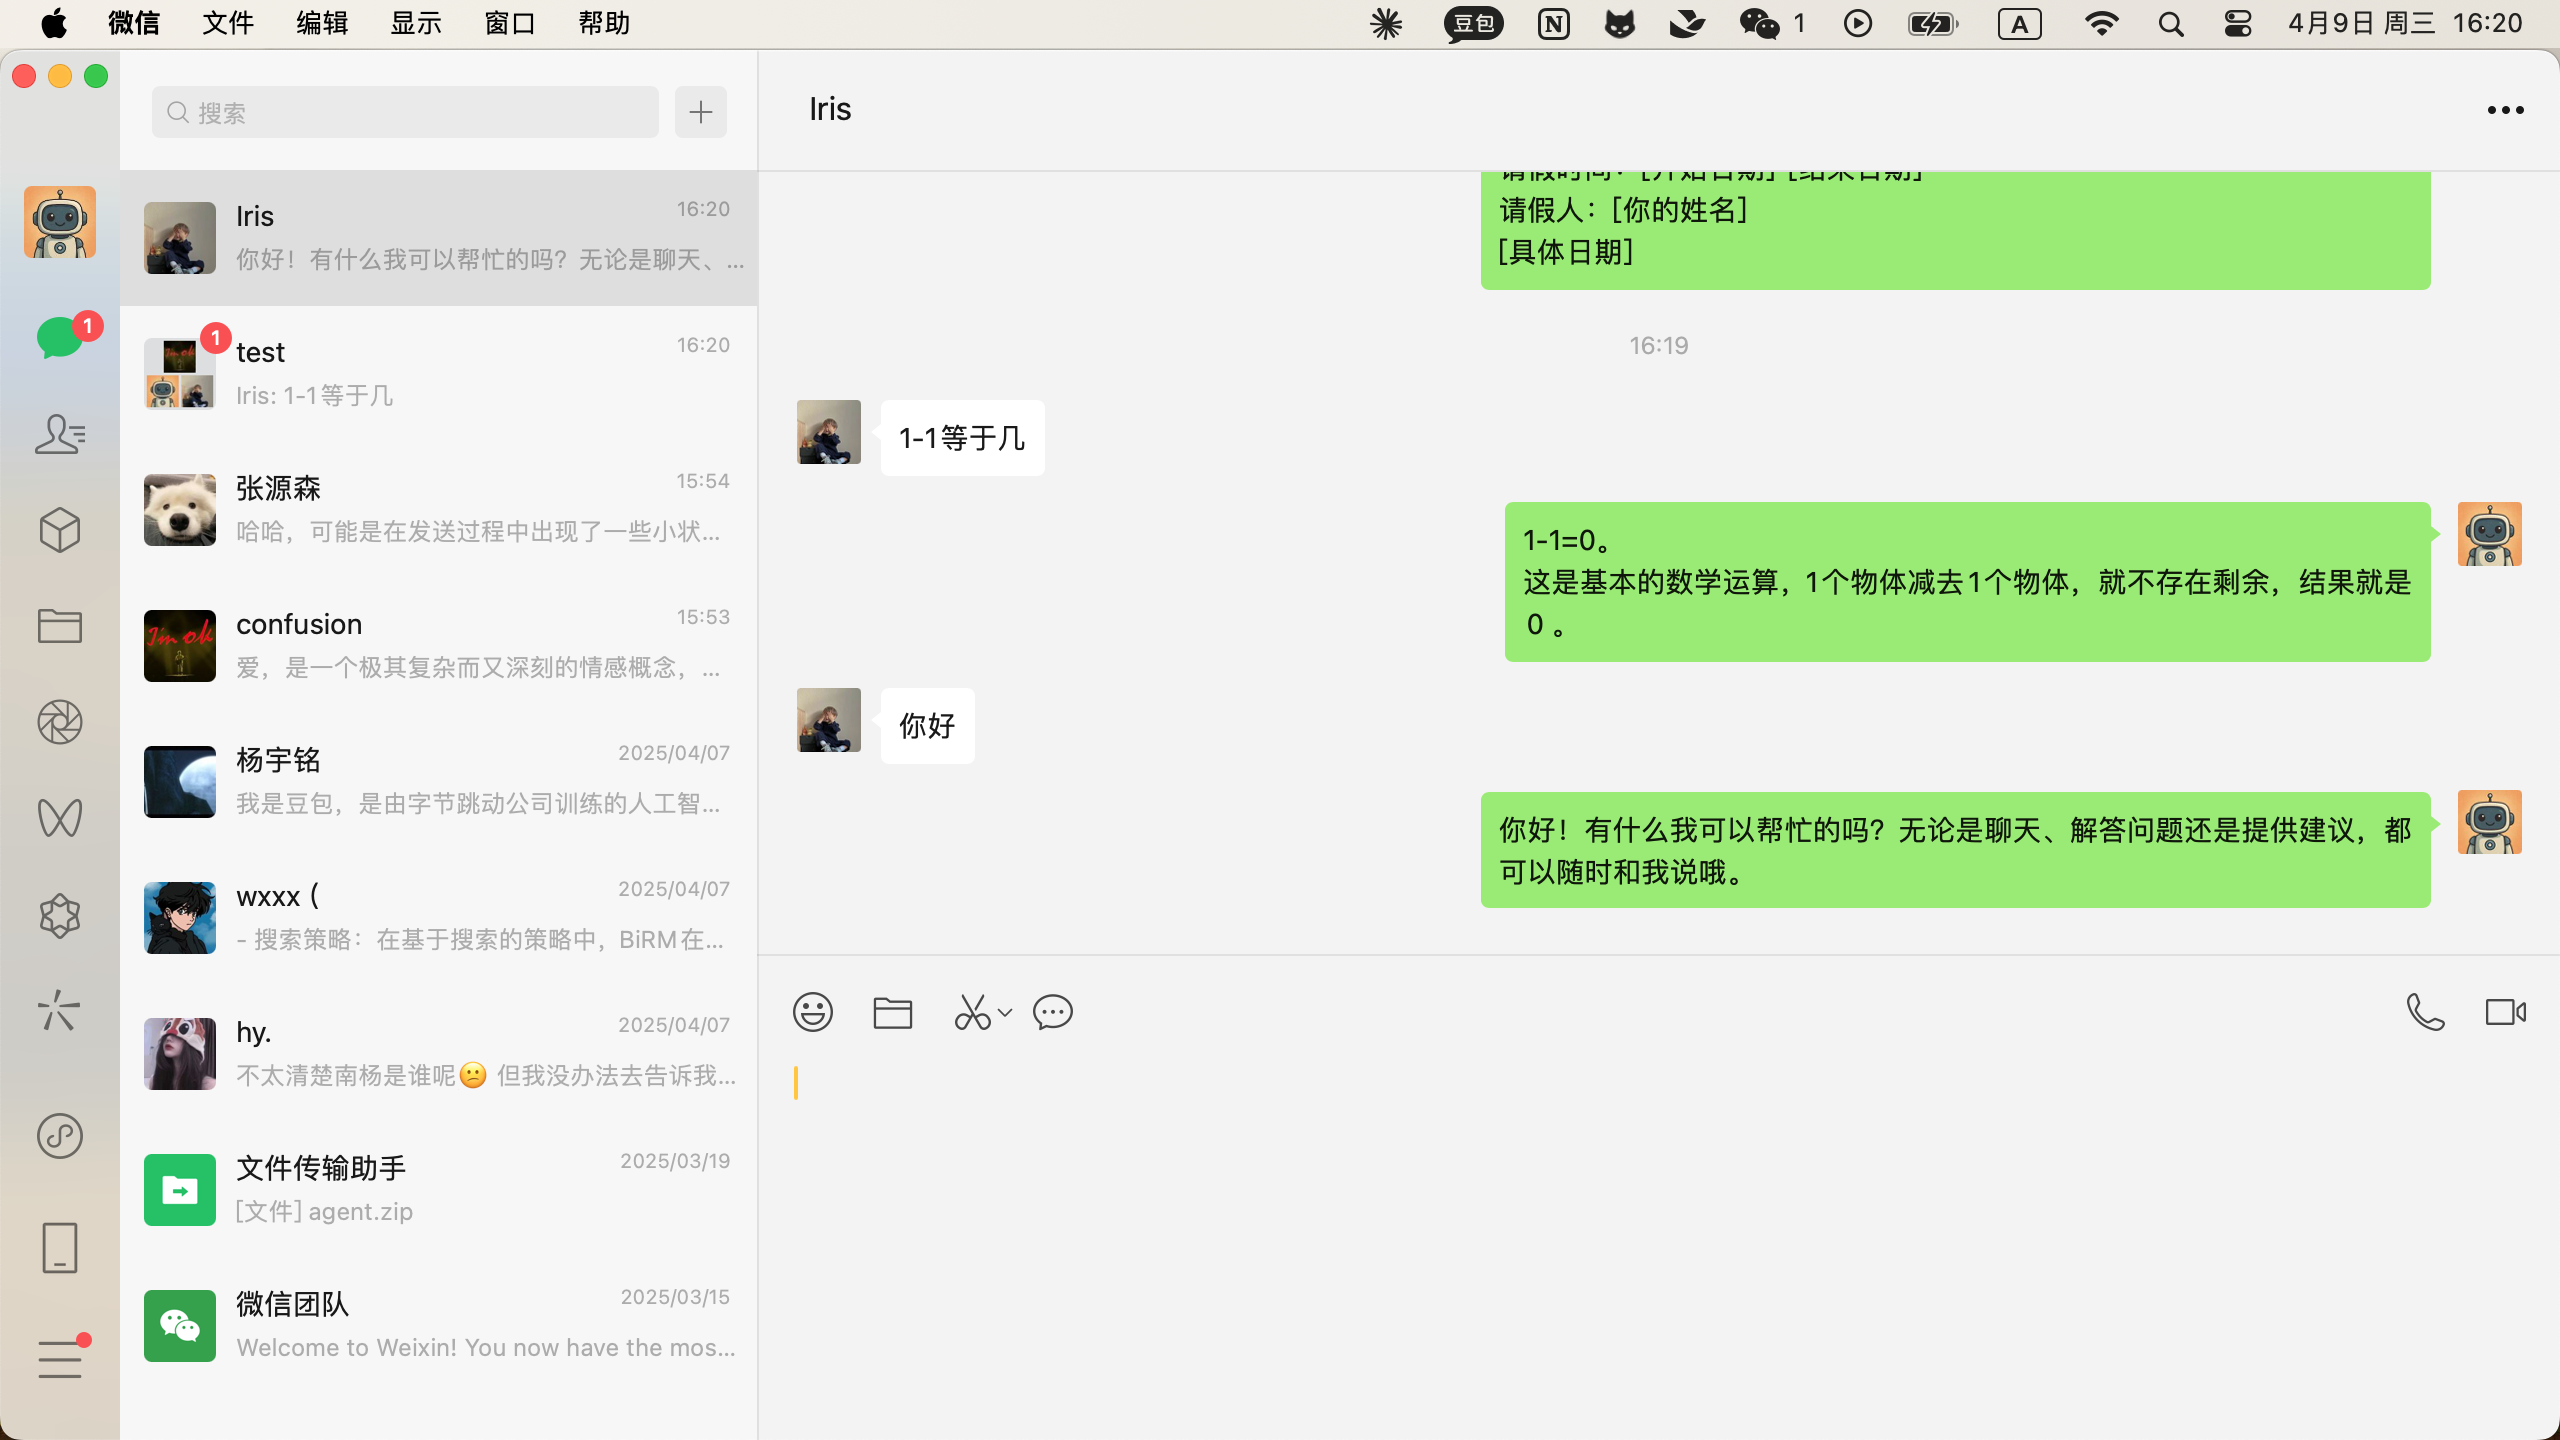 微信 文件 编辑 显示 窗口 帮助
豆包 N 1 A 4月9日 周三 16:20
搜索
Iris 16:20
你好！有什么我可以帮忙的吗？无论是聊天、...
1
1
test 16:20
Iris: 1-1等于几
张源森 15:54
哈哈，可能是在发送过程中出现了一些小状...
I'm ok
confusion 15:53
爱，是一个极其复杂而又深刻的情感概念，...
杨宇铭 2025/04/07
我是豆包，是由字节跳动公司训练的人工智...
wxxx ( 2025/04/07
- 搜索策略：在基于搜索的策略中，BiRM在...
hy. 2025/04/07
不太清楚南杨是谁呢😕 但我没办法去告诉我...
文件传输助手 2025/03/19
[文件] agent.zip
微信团队 2025/03/15
Welcome to Weixin! You now have the mos...
Iris
请假时间：[开始日期] [结束日期]
请假人：[你的姓名]
[具体日期]
16:19
1-1等于几
1-1=0。
这是基本的数学运算，1个物体减去1个物体，就不存在剩余，结果就是
0 。
你好
你好！有什么我可以帮忙的吗？无论是聊天、解答问题还是提供建议，都
可以随时和我说哦。